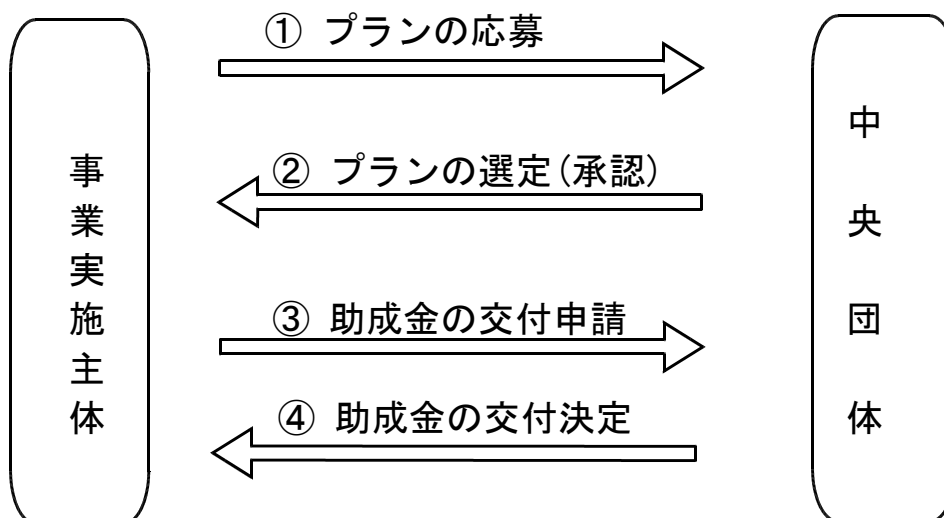 ① プランの応募
② プランの選定(承認)
③ 助成金の交付申請
④ 助成金の交付決定
事業実施主体
中央団体